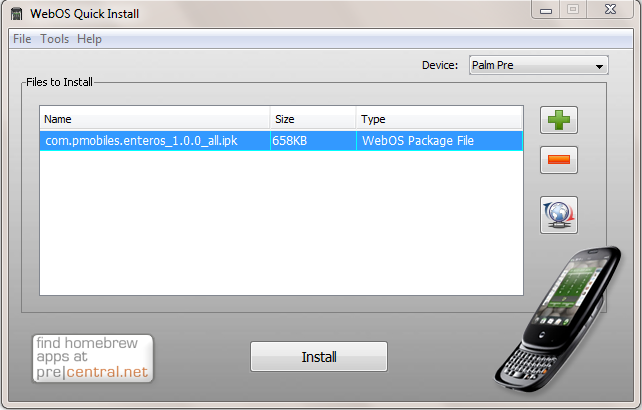 WebOS Quick Install
File Tools Help
Device: Palm Pre
Files to Install
Name Size Type
com.pmobiles.enteros_1.0.0_all.ipk 658KB WebOS Package File
find homebrew
apps at
pre|central.net
Install